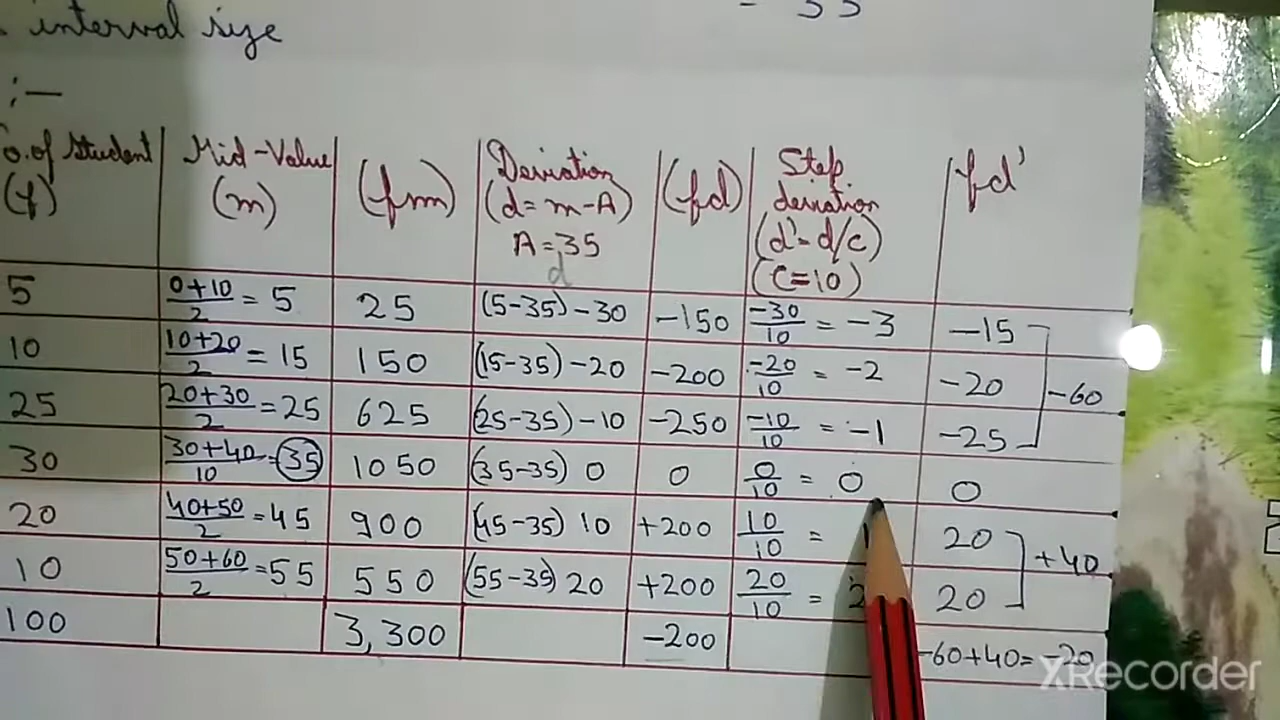 interval size
:—
o. of Student Mid-Value (fm) Deviation (fd) Step fd'
(f) (m) (d = m-A) deviation
A = 35 (d' = d/c)
d (C = 10)
5 0+10/2 = 5 25 (5-35) -30 -150 -30/10 = -3 -15
10 10+20/2 = 15 150 (15-35) -20 -200 -20/10 = -2 -20 -60
25 20+30/2 = 25 625 (25-35) -10 -250 -10/10 = -1 -25
30 30+40/10 = 35 1050 (35-35) 0 0 0/10 = 0 0
20 40+50/2 = 45 900 (45-35) 10 +200 10/10 = 1 20 +40
10 50+60/2 = 55 550 (55-35) 20 +200 20/10 = 2 20
100 3,300 -200 -60+40 = -20
XRecorder